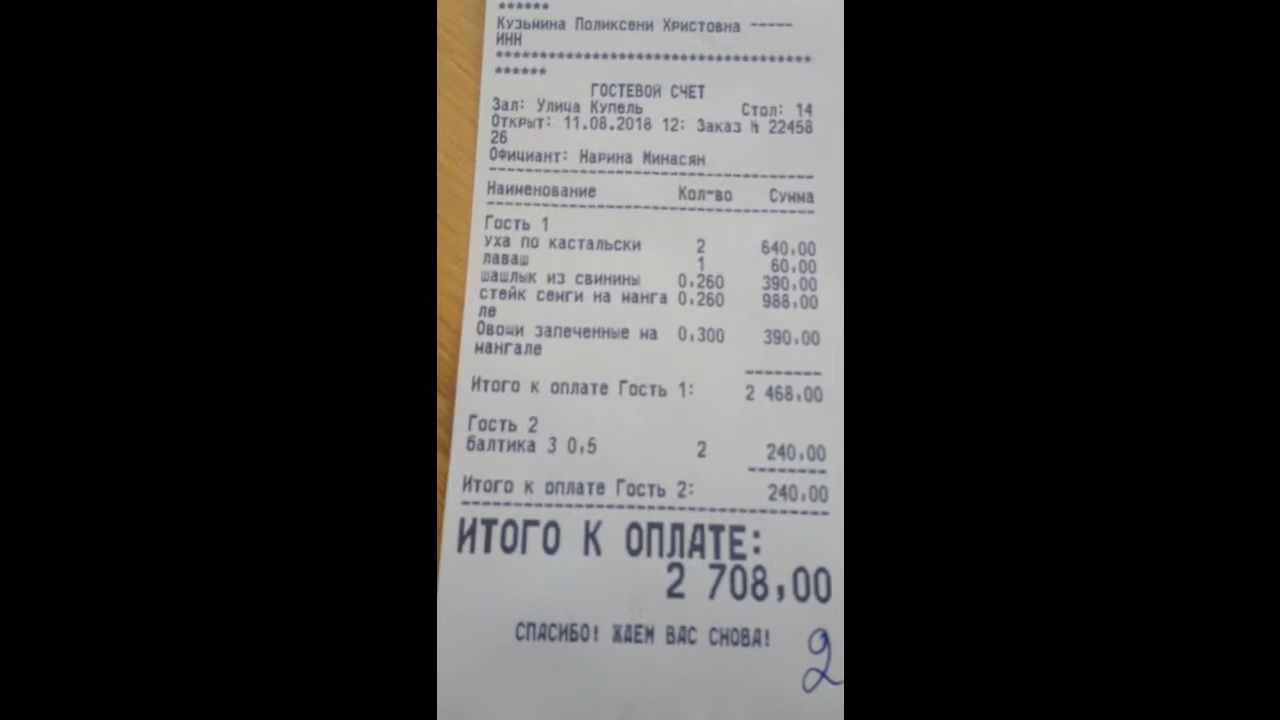 ******
Кузьмина Поликсени Христовна -----
ИНН
************************************
******
ГОСТЕВОЙ СЧЕТ
Зал: Улица Купель Стол: 14
Открыт: 11.08.2018 12: Заказ № 22458
26
Официант: Нарина Минасян
Наименование Кол-во Сумма
Гость 1
уха по кастальски 2 640,00
лаваш 1 60,00
шашлык из свинины 0,260 390,00
стейк семги на манга 0,260 988,00
ле
Овощи запеченные на 0,300 390,00
мангале
Итого к оплате Гость 1: 2 468,00
Гость 2
балтика 3 0,5 2 240,00
Итого к оплате Гость 2: 240,00
ИТОГО К ОПЛАТЕ:
2 708,00
СПАСИБО! ЖДЕМ ВАС СНОВА!
2